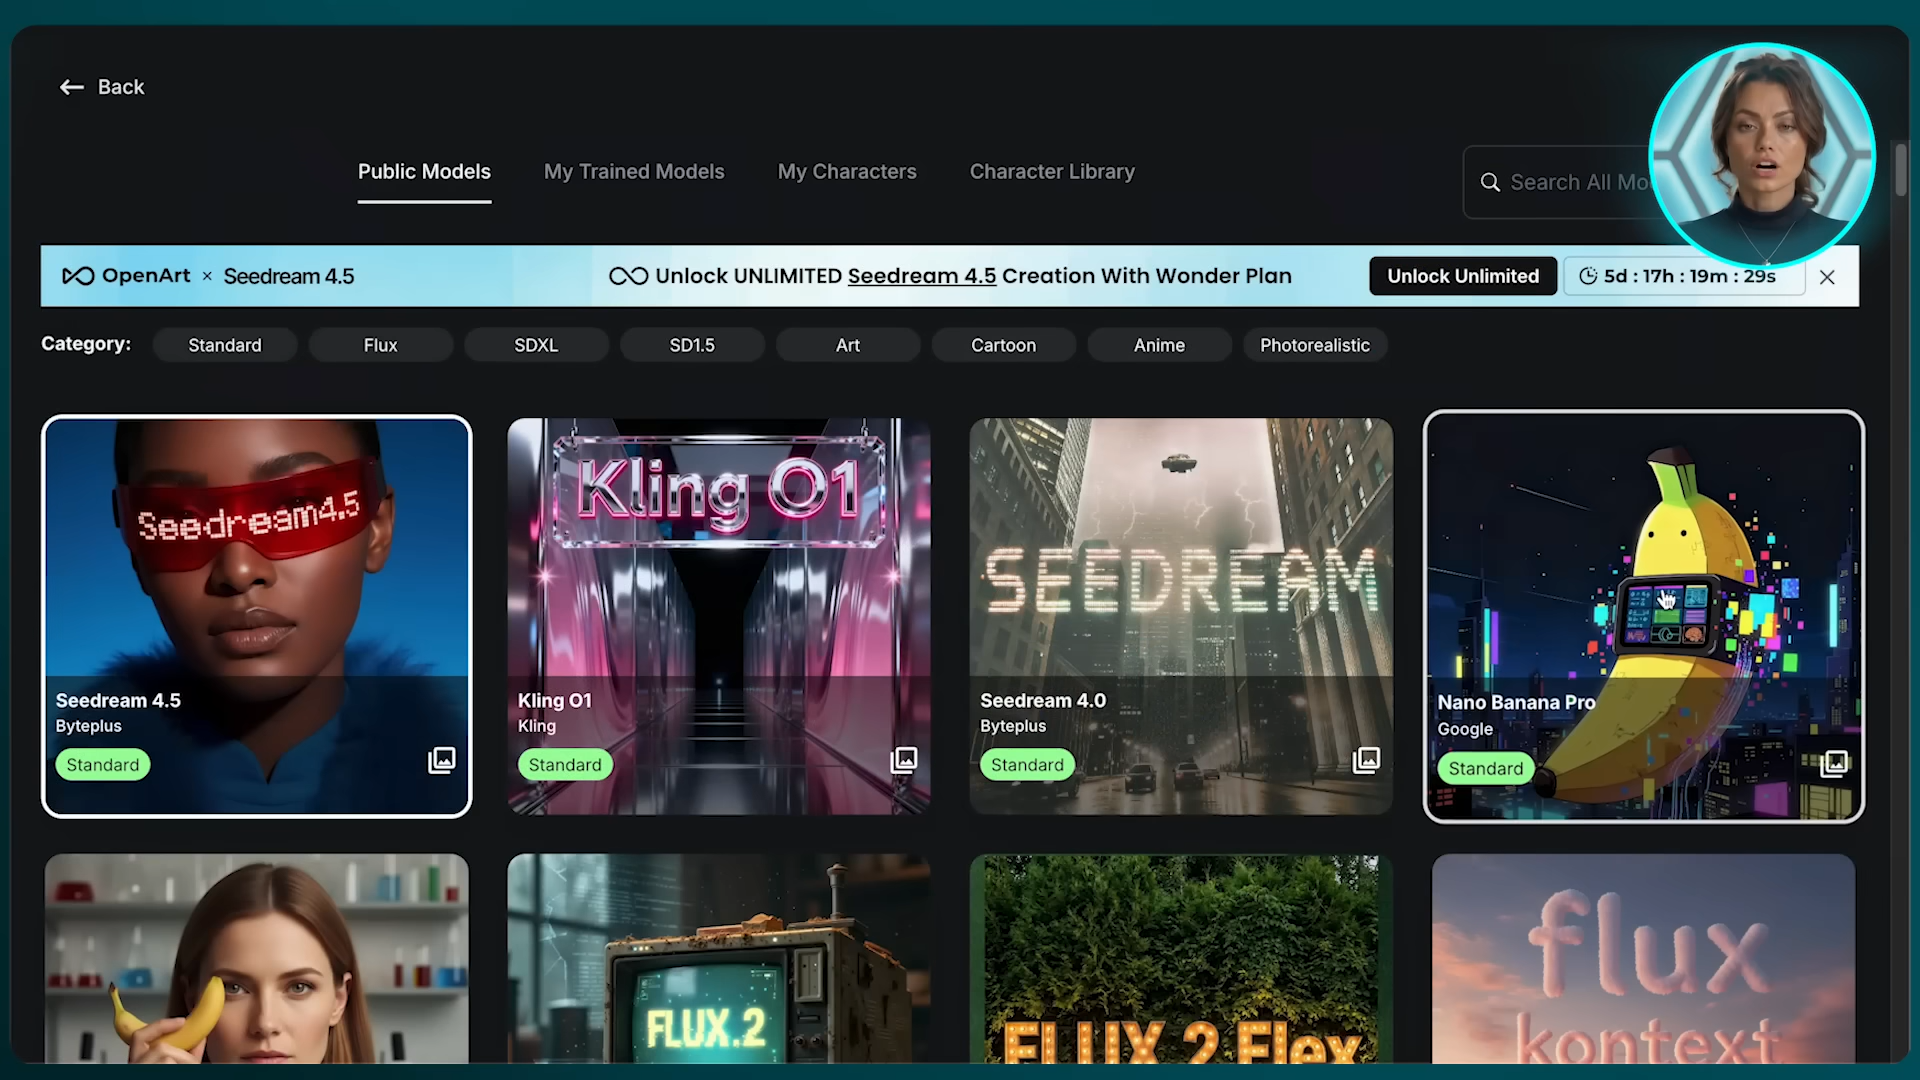 Back
Public Models
My Trained Models
My Characters
Character Library
Search All
OpenArt × Seedream 4.5
Unlock UNLIMITED Seedream 4.5 Creation With Wonder Plan
Unlock Unlimited
5d : 17h : 19m : 29s
Category:
Standard
Flux
SDXL
SD1.5
Art
Cartoon
Anime
Photorealistic
Seedream4.5
Seedream 4.5
Byteplus
Standard
Kling O1
Kling O1
Kling
Standard
SEEDREAM
Seedream 4.0
Byteplus
Standard
Nano Banana Pro
Google
Standard
FLUX.2
FLUX.2 Flex
flux
kontext